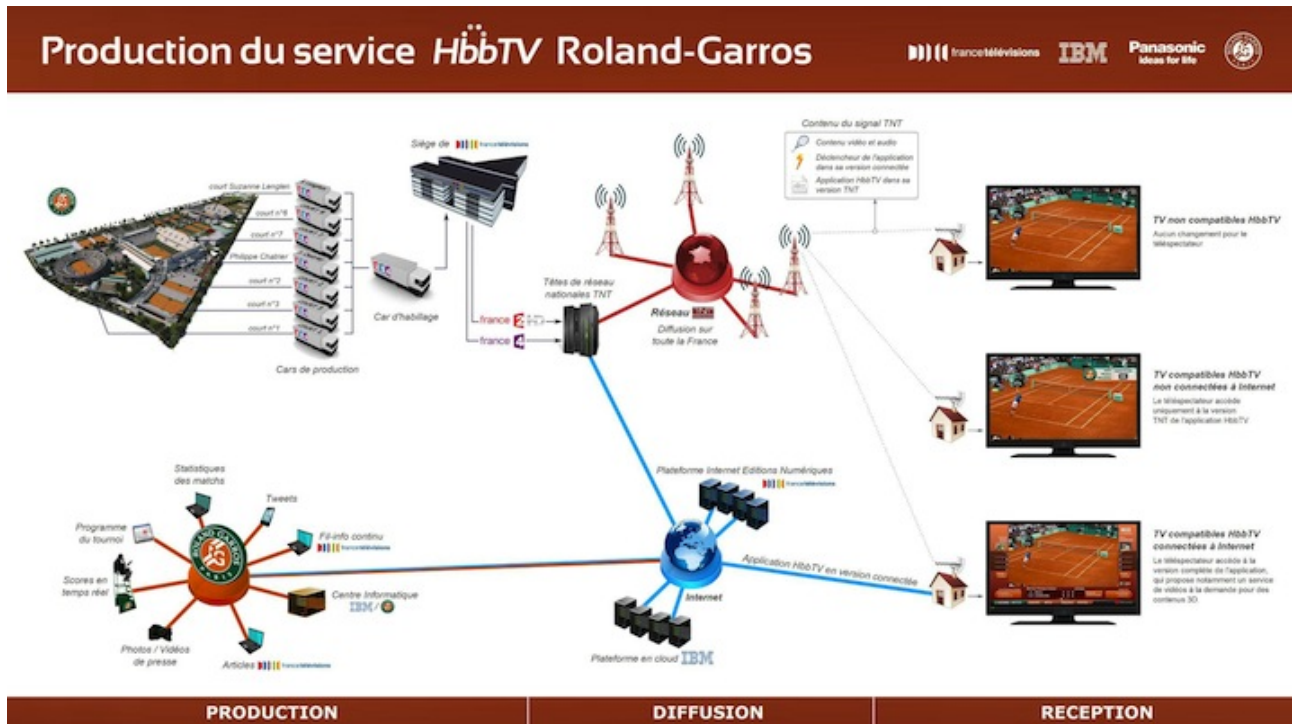 Production du service HbbTV Roland-Garros
francetélévisions
IBM
Panasonic
ideas for life
Siège de francetélévisions
court Suzanne Lenglen
court n°6
court n°7
Philippe Chatrier
court n°2
court n°3
court n°1
Cars de production
Car d'habillage
france 2
france 4
Têtes de réseau
nationales TNT
Réseau
Diffusion sur
toute la France
Contenu du signal TNT
Contenu vidéo et audio
Déclencheur de l'application
dans sa version connectée
Application HbbTV dans sa
version TNT
TV non compatibles HbbTV
Aucun changement pour le
téléspectateur
TV compatibles HbbTV
non connectées à Internet
Le téléspectateur accède
uniquement à la version
TNT de l'application HbbTV
TV compatibles HbbTV
connectées à Internet
Le téléspectateur accède à la
version complète de l'application,
qui propose notamment un service
de vidéos à la demande pour des
contenus 3D
Statistiques
des matchs
Tweets
Programme
du tournoi
Fil-info continu
francetélévisions
Scores en
temps réel
ROLAND GARROS
PARIS
Centre Informatique
IBM /
Photos / Vidéos
de presse
Articles francetélévisions
Plateforme Internet Editions Numériques
francetélévisions
Internet
Application HbbTV en version connectée
Plateforme en cloud IBM
PRODUCTION
DIFFUSION
RECEPTION